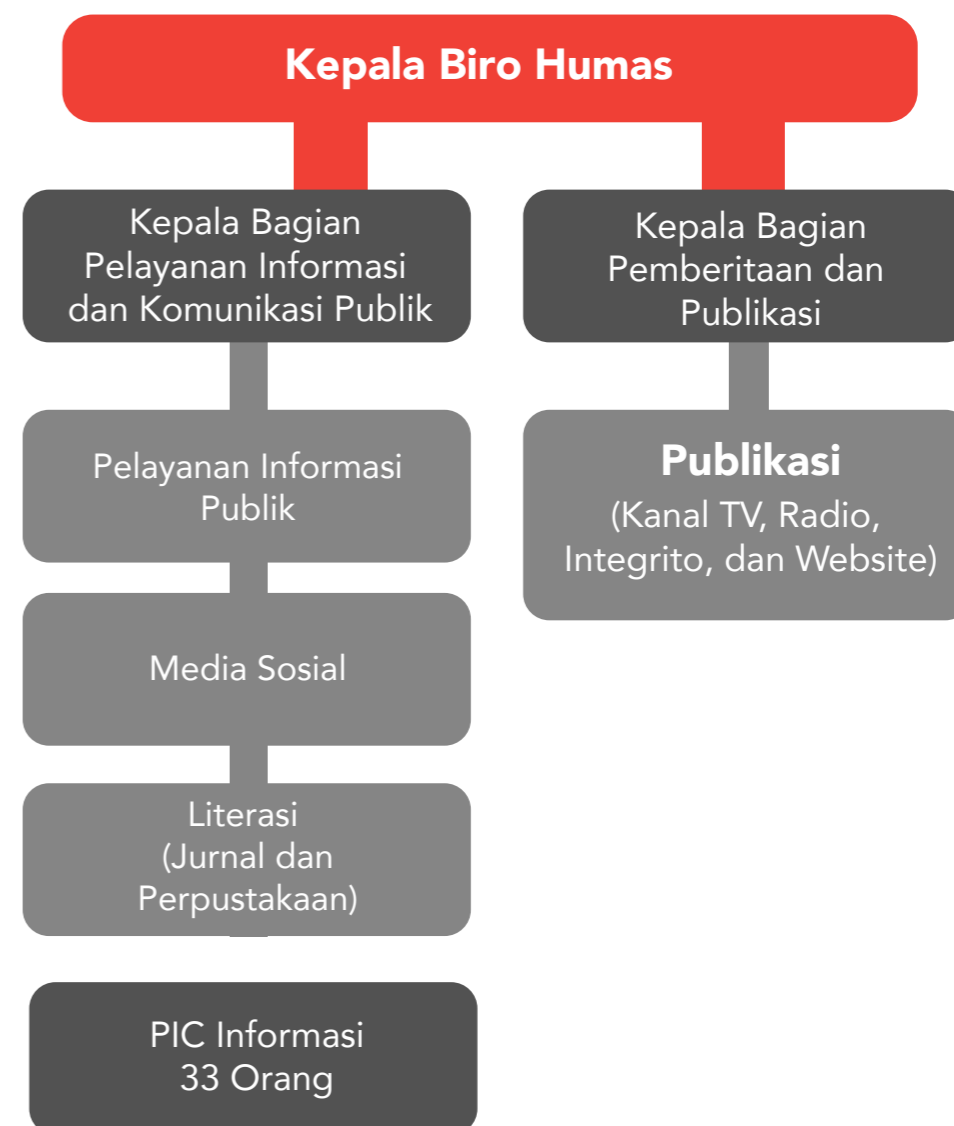 Kepala Biro Humas
Kepala Bagian
Pelayanan Informasi
dan Komunikasi Publik
Kepala Bagian
Pemberitaan dan
Publikasi
Pelayanan Informasi
Publik
Publikasi
(Kanal TV, Radio,
Integrito, dan Website)
Media Sosial
Literasi
(Jurnal dan
Perpustakaan)
PIC Informasi
33 Orang